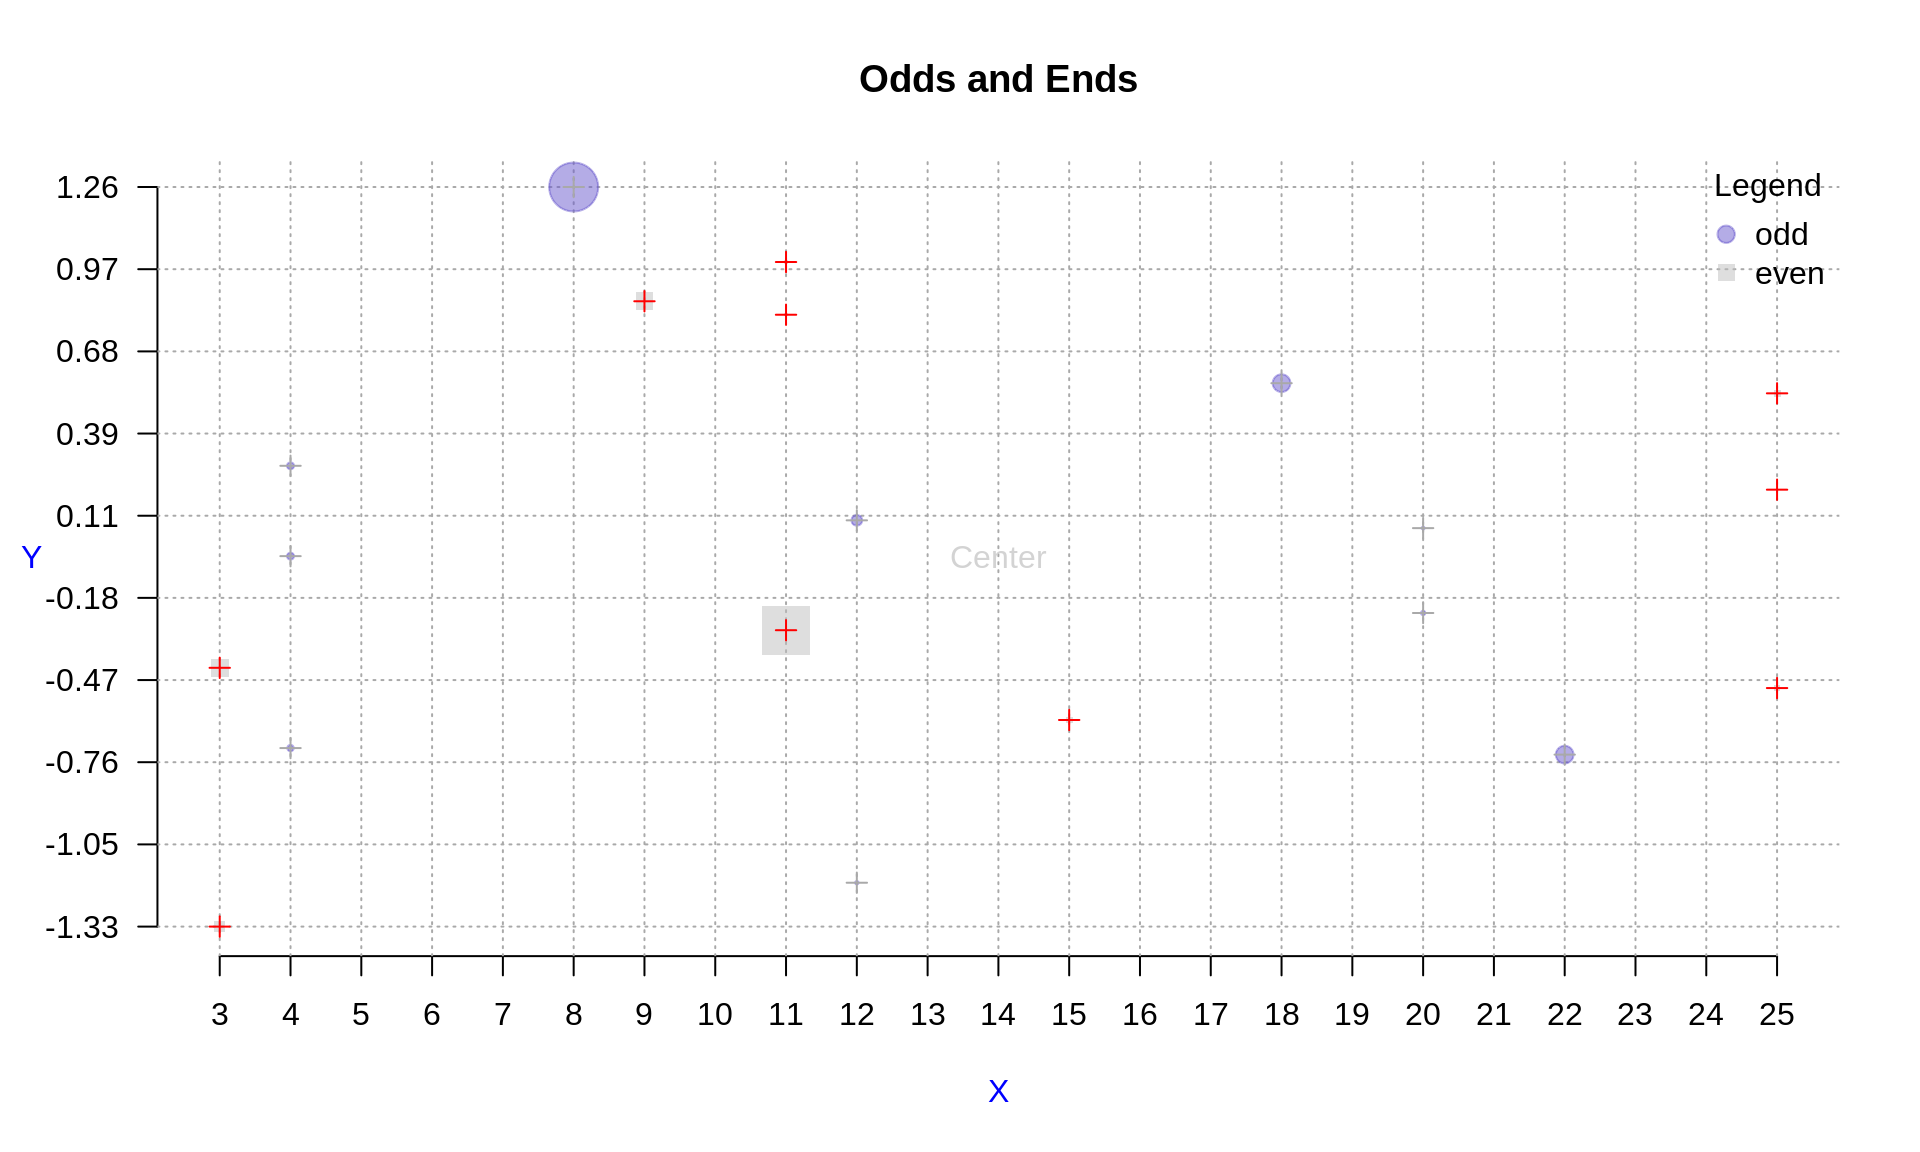 Odds and Ends
Legend
odd
even
1.26
0.97
0.68
0.39
0.11
-0.18
-0.47
-0.76
-1.05
-1.33
Y
Center
3 4 5 6 7 8 9 10 11 12 13 14 15 16 17 18 19 20 21 22 23 24 25
X